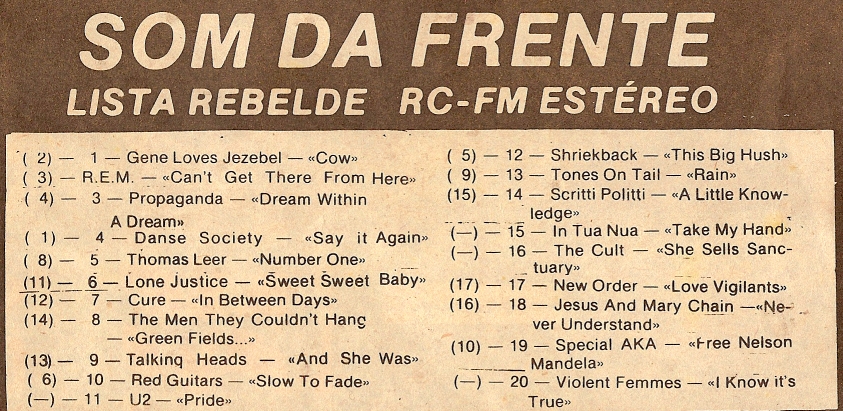 SOM DA FRENTE
LISTA REBELDE RC-FM ESTÉREO
( 2) — 1 — Gene Loves Jezebel — «Cow»
( 3) — R.E.M. — «Can't Get There From Here»
( 4) — 3 — Propaganda — «Dream Within
A Dream»
( 1) — 4 — Danse Society — «Say it Again»
( 8) — 5 — Thomas Leer — «Number One»
(11) — 6 — Lone Justice — «Sweet Sweet Baby»
(12) — 7 — Cure — «In Between Days»
(14) — 8 — The Men They Couldn't Hang
— «Green Fields...»
(13) — 9 — Talking Heads — «And She Was»
( 6) — 10 — Red Guitars — «Slow To Fade»
(—) — 11 — U2 — «Pride»
( 5) — 12 — Shriekback — «This Big Hush»
( 9) — 13 — Tones On Tail — «Rain»
(15) — 14 — Scritti Politti — «A Little Know-
ledge»
(—) — 15 — In Tua Nua — «Take My Hand»
(—) — 16 — The Cult — «She Sells Sanc-
tuary»
(17) — 17 — New Order — «Love Vigilants»
(16) — 18 — Jesus And Mary Chain —«Ne-
ver Understand»
(10) — 19 — Special AKA — «Free Nelson
Mandela»
(—) — 20 — Violent Femmes — «I Know it's
True»